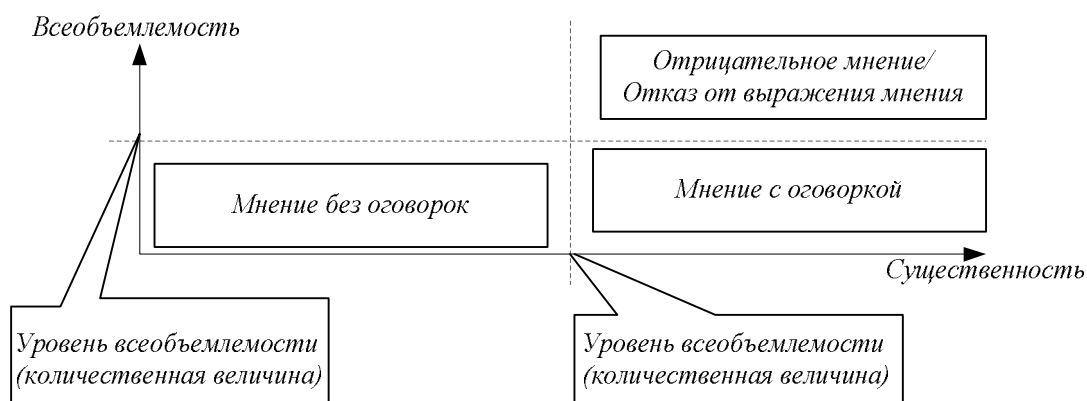 Всеобъемлемость
Отрицательное мнение/
Отказ от выражения мнения
Мнение без оговорок
Мнение с оговоркой
Существенность
Уровень всеобъемлемости
(количественная величина)
Уровень всеобъемлемости
(количественная величина)